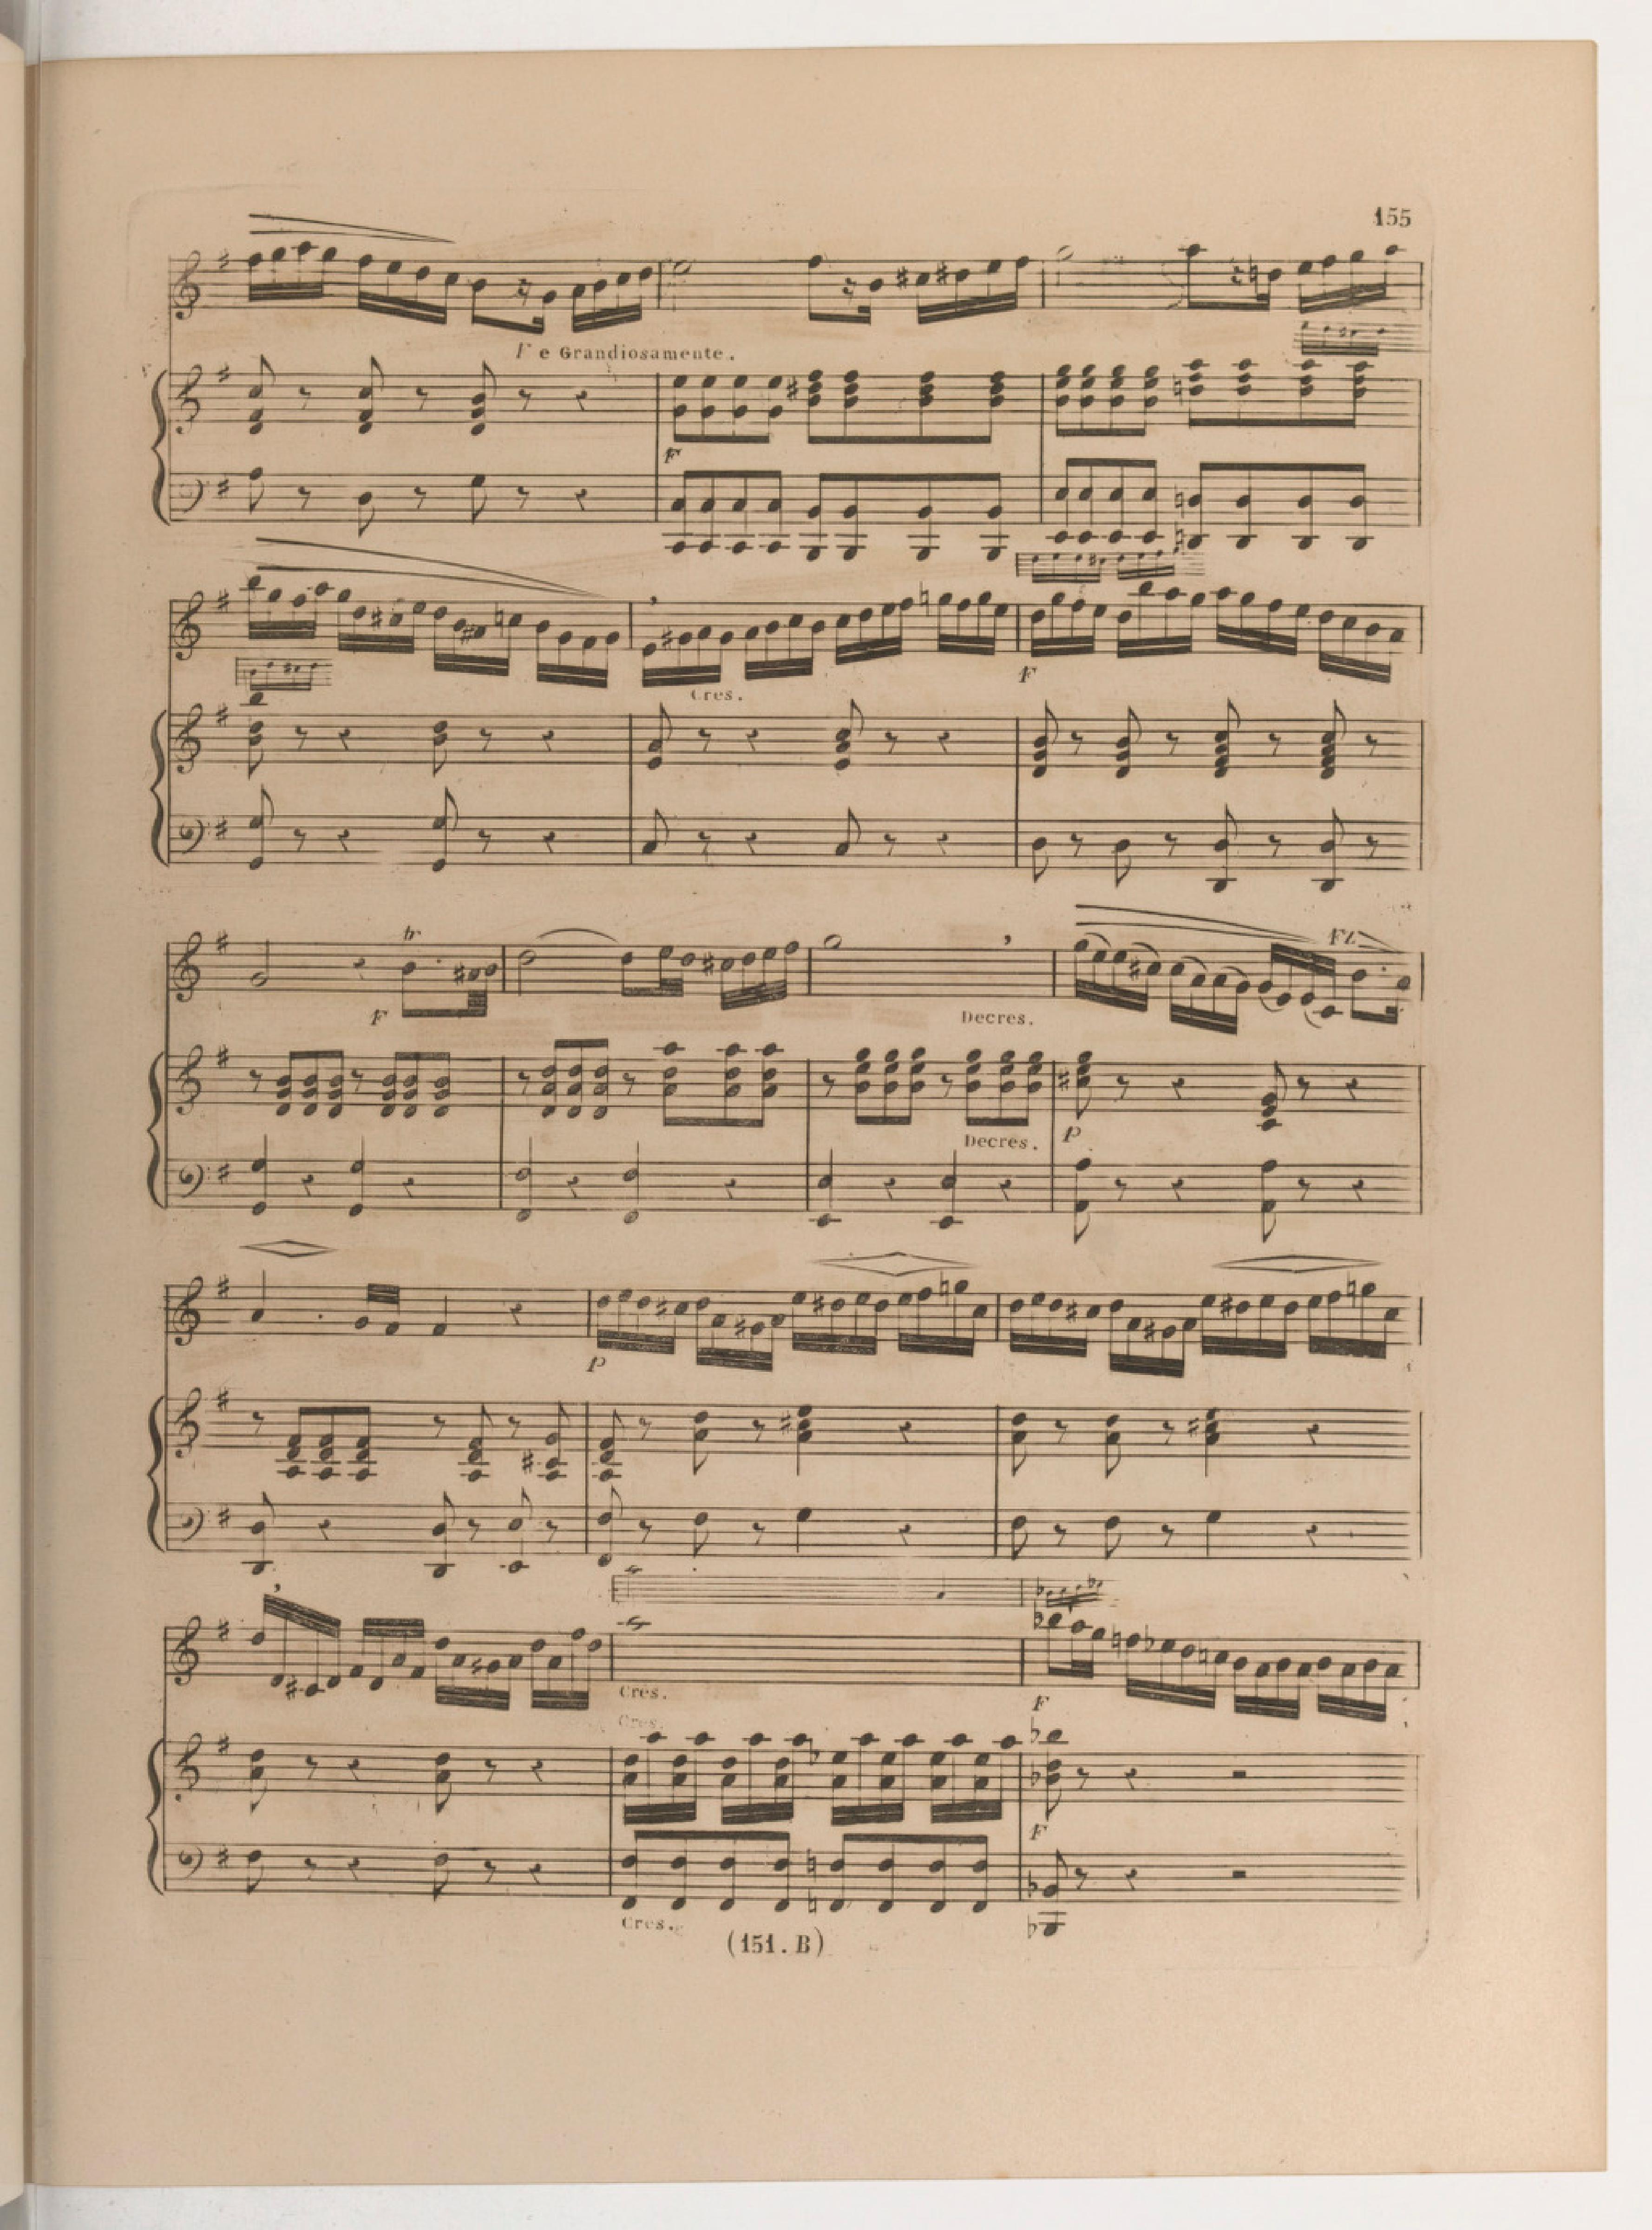 155
F e Grandiosamente.
F
Cres.
F
tr
F
Decres.
Fz
Decres.
P
P
Cres.
Cres.
F
F
Cres.
(151.B)